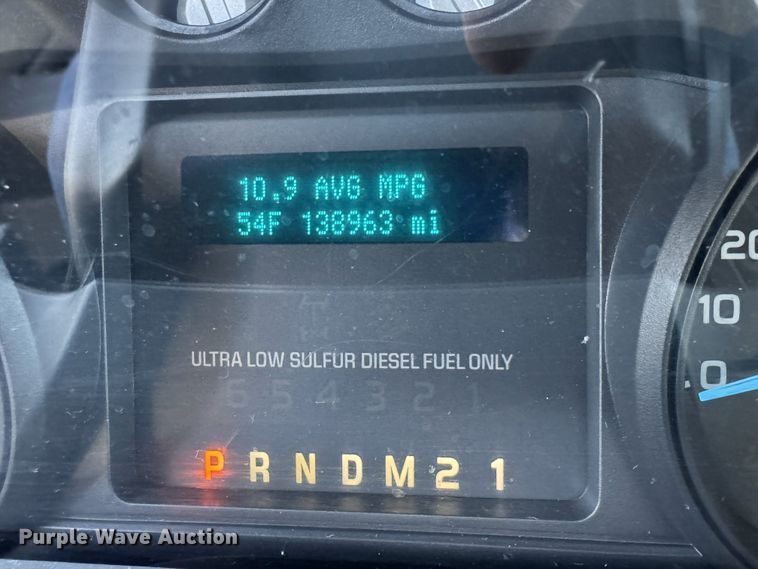 10.9 AVG MPG
54F 138963 mi
20
10
0
ULTRA LOW SULFUR DIESEL FUEL ONLY
6 5 4 3 2 1
P R N D M 2 1
Purple Wave Auction